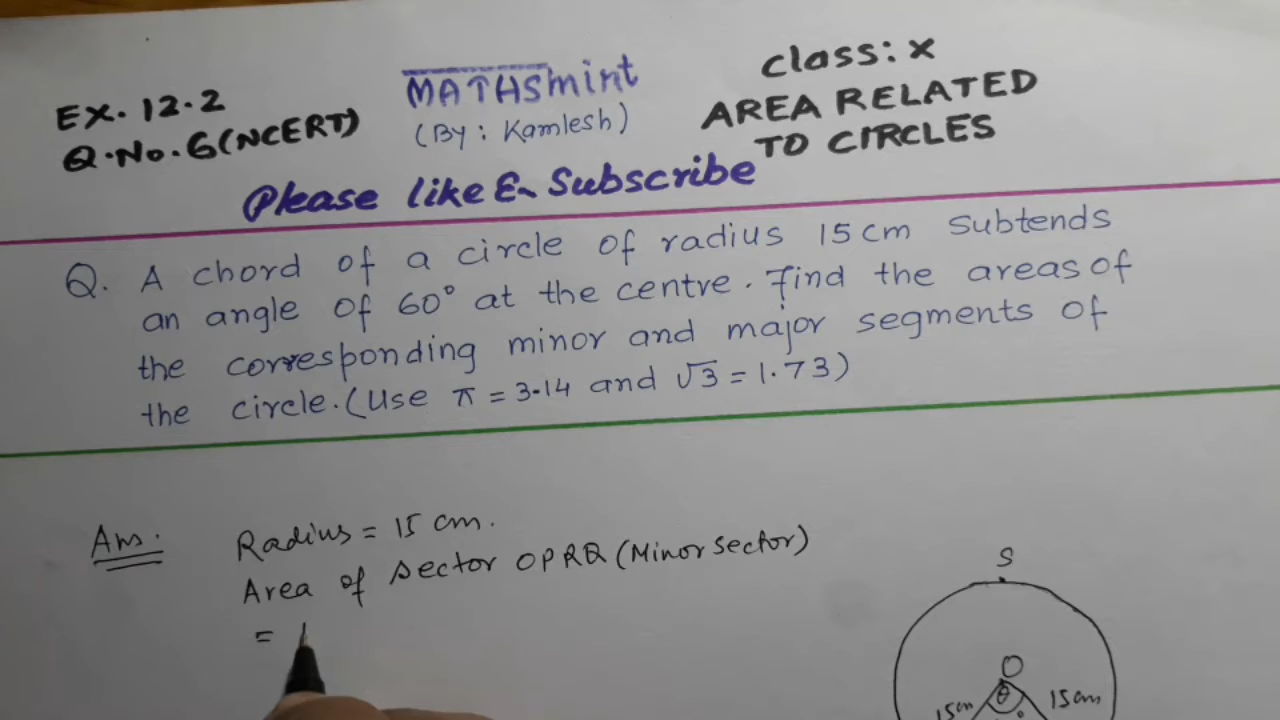 EX. 12.2
Q.No.6(NCERT)
MATHSmint
(By: Kamlesh)
class: X
AREA RELATED
TO CIRCLES
Please like & Subscribe
Q. A chord of a circle of radius 15 cm subtends
an angle of 60° at the centre. Find the areas of
the corresponding minor and major segments of
the circle. (Use π = 3.14 and √3 = 1.73)
Ans. Radius = 15 cm.
Area of sector OPRQ (Minor sector)
=
S
O
θ
15cm
15cm